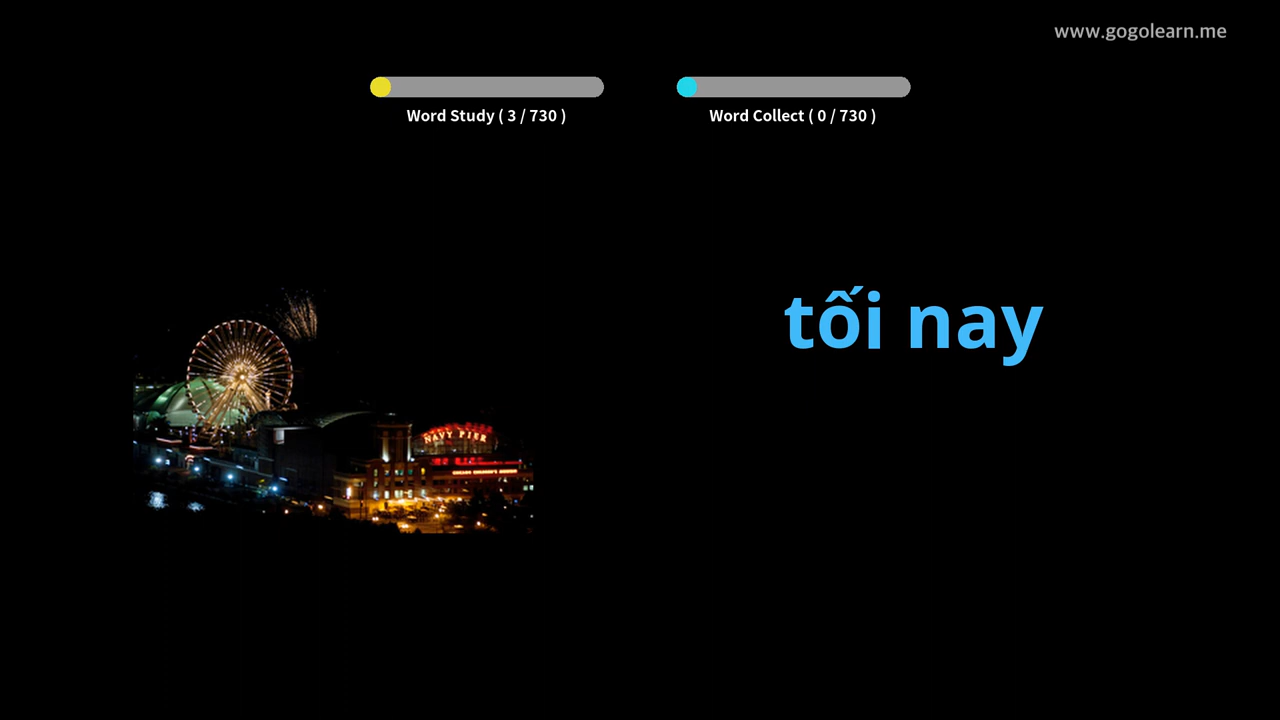 www.gogolearn.me
Word Study ( 3 / 730 )
Word Collect ( 0 / 730 )
tối nay
NAVY PIER